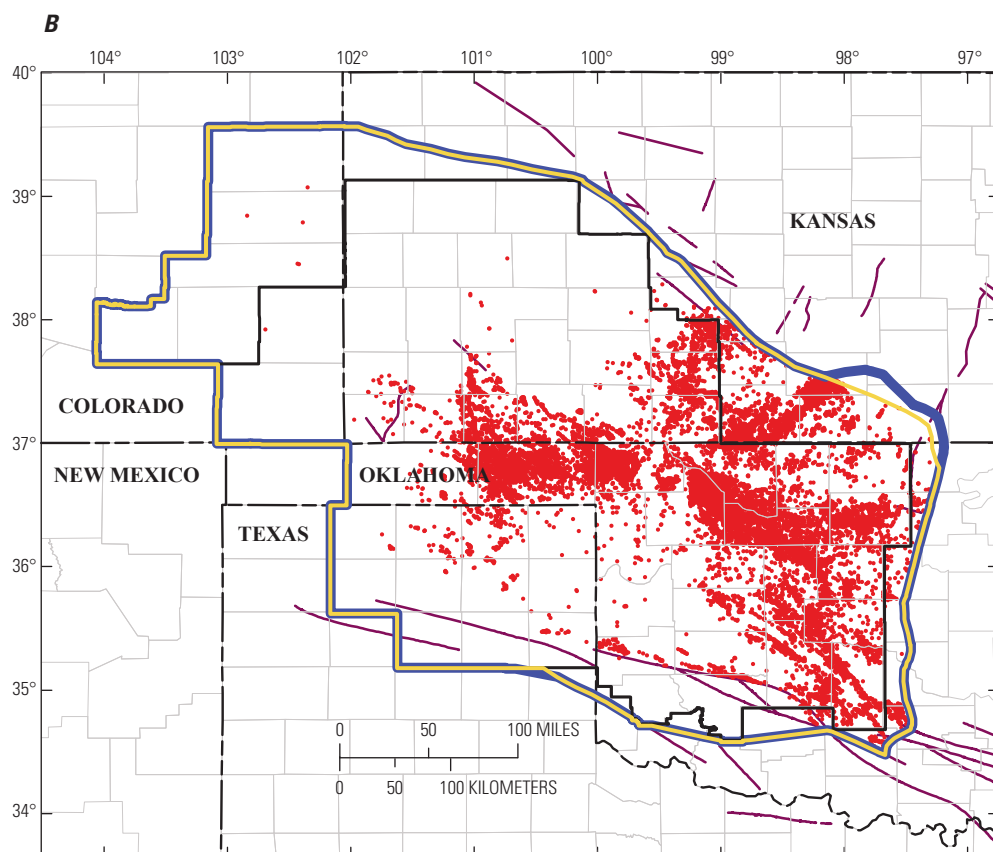 B
104° 103° 102° 101° 100° 99° 98° 97°
40°
39°
KANSAS
38°
COLORADO
37°
NEW MEXICO OKLAHOMA
TEXAS
36°
35°
0 50 100 MILES
0 50 100 KILOMETERS
34°